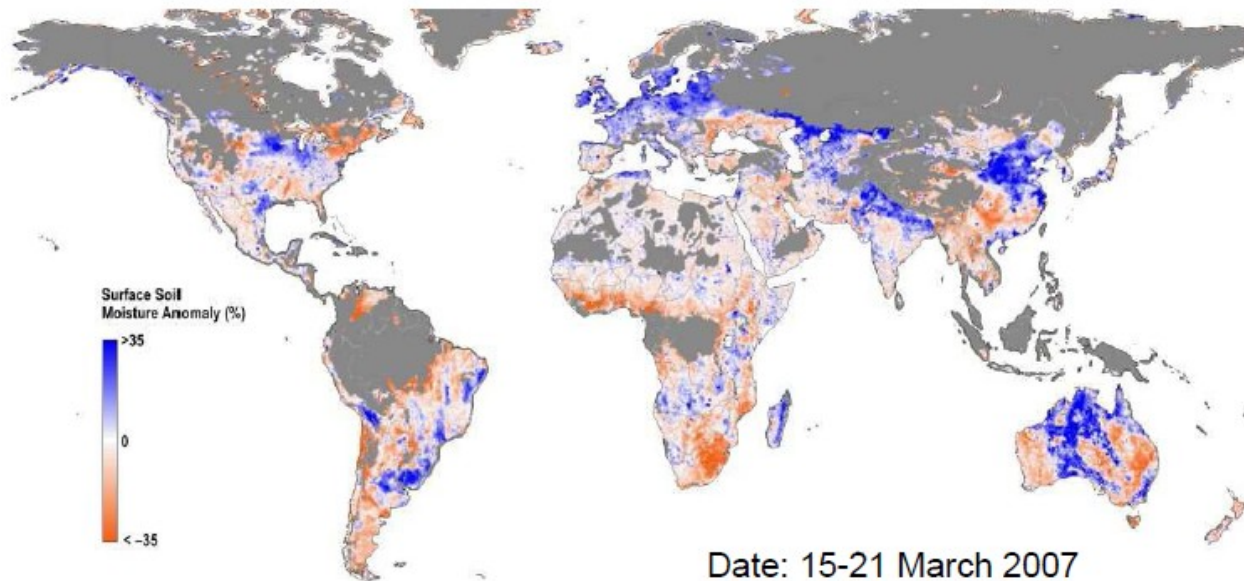 Surface Soil
Moisture Anomaly (%)
>35
0
< -35
Date: 15-21 March 2007